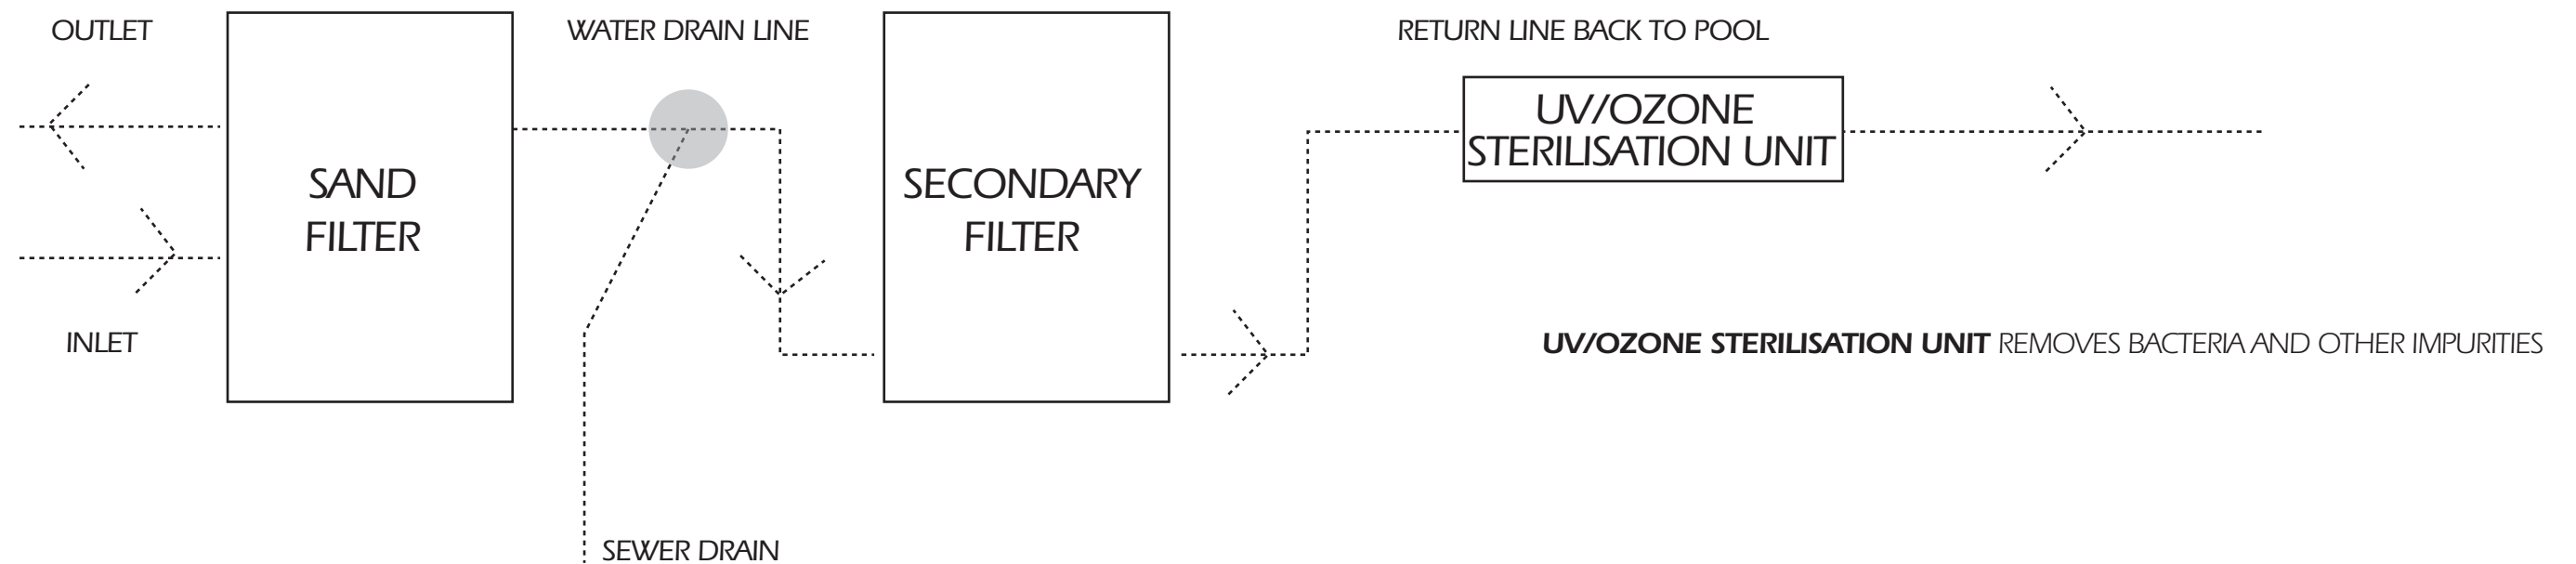 OUTLET
WATER DRAIN LINE
RETURN LINE BACK TO POOL
UV/OZONE
STERILISATION UNIT
SAND
FILTER
SECONDARY
FILTER
INLET
UV/OZONE STERILISATION UNIT REMOVES BACTERIA AND OTHER IMPURITIES
SEWER DRAIN